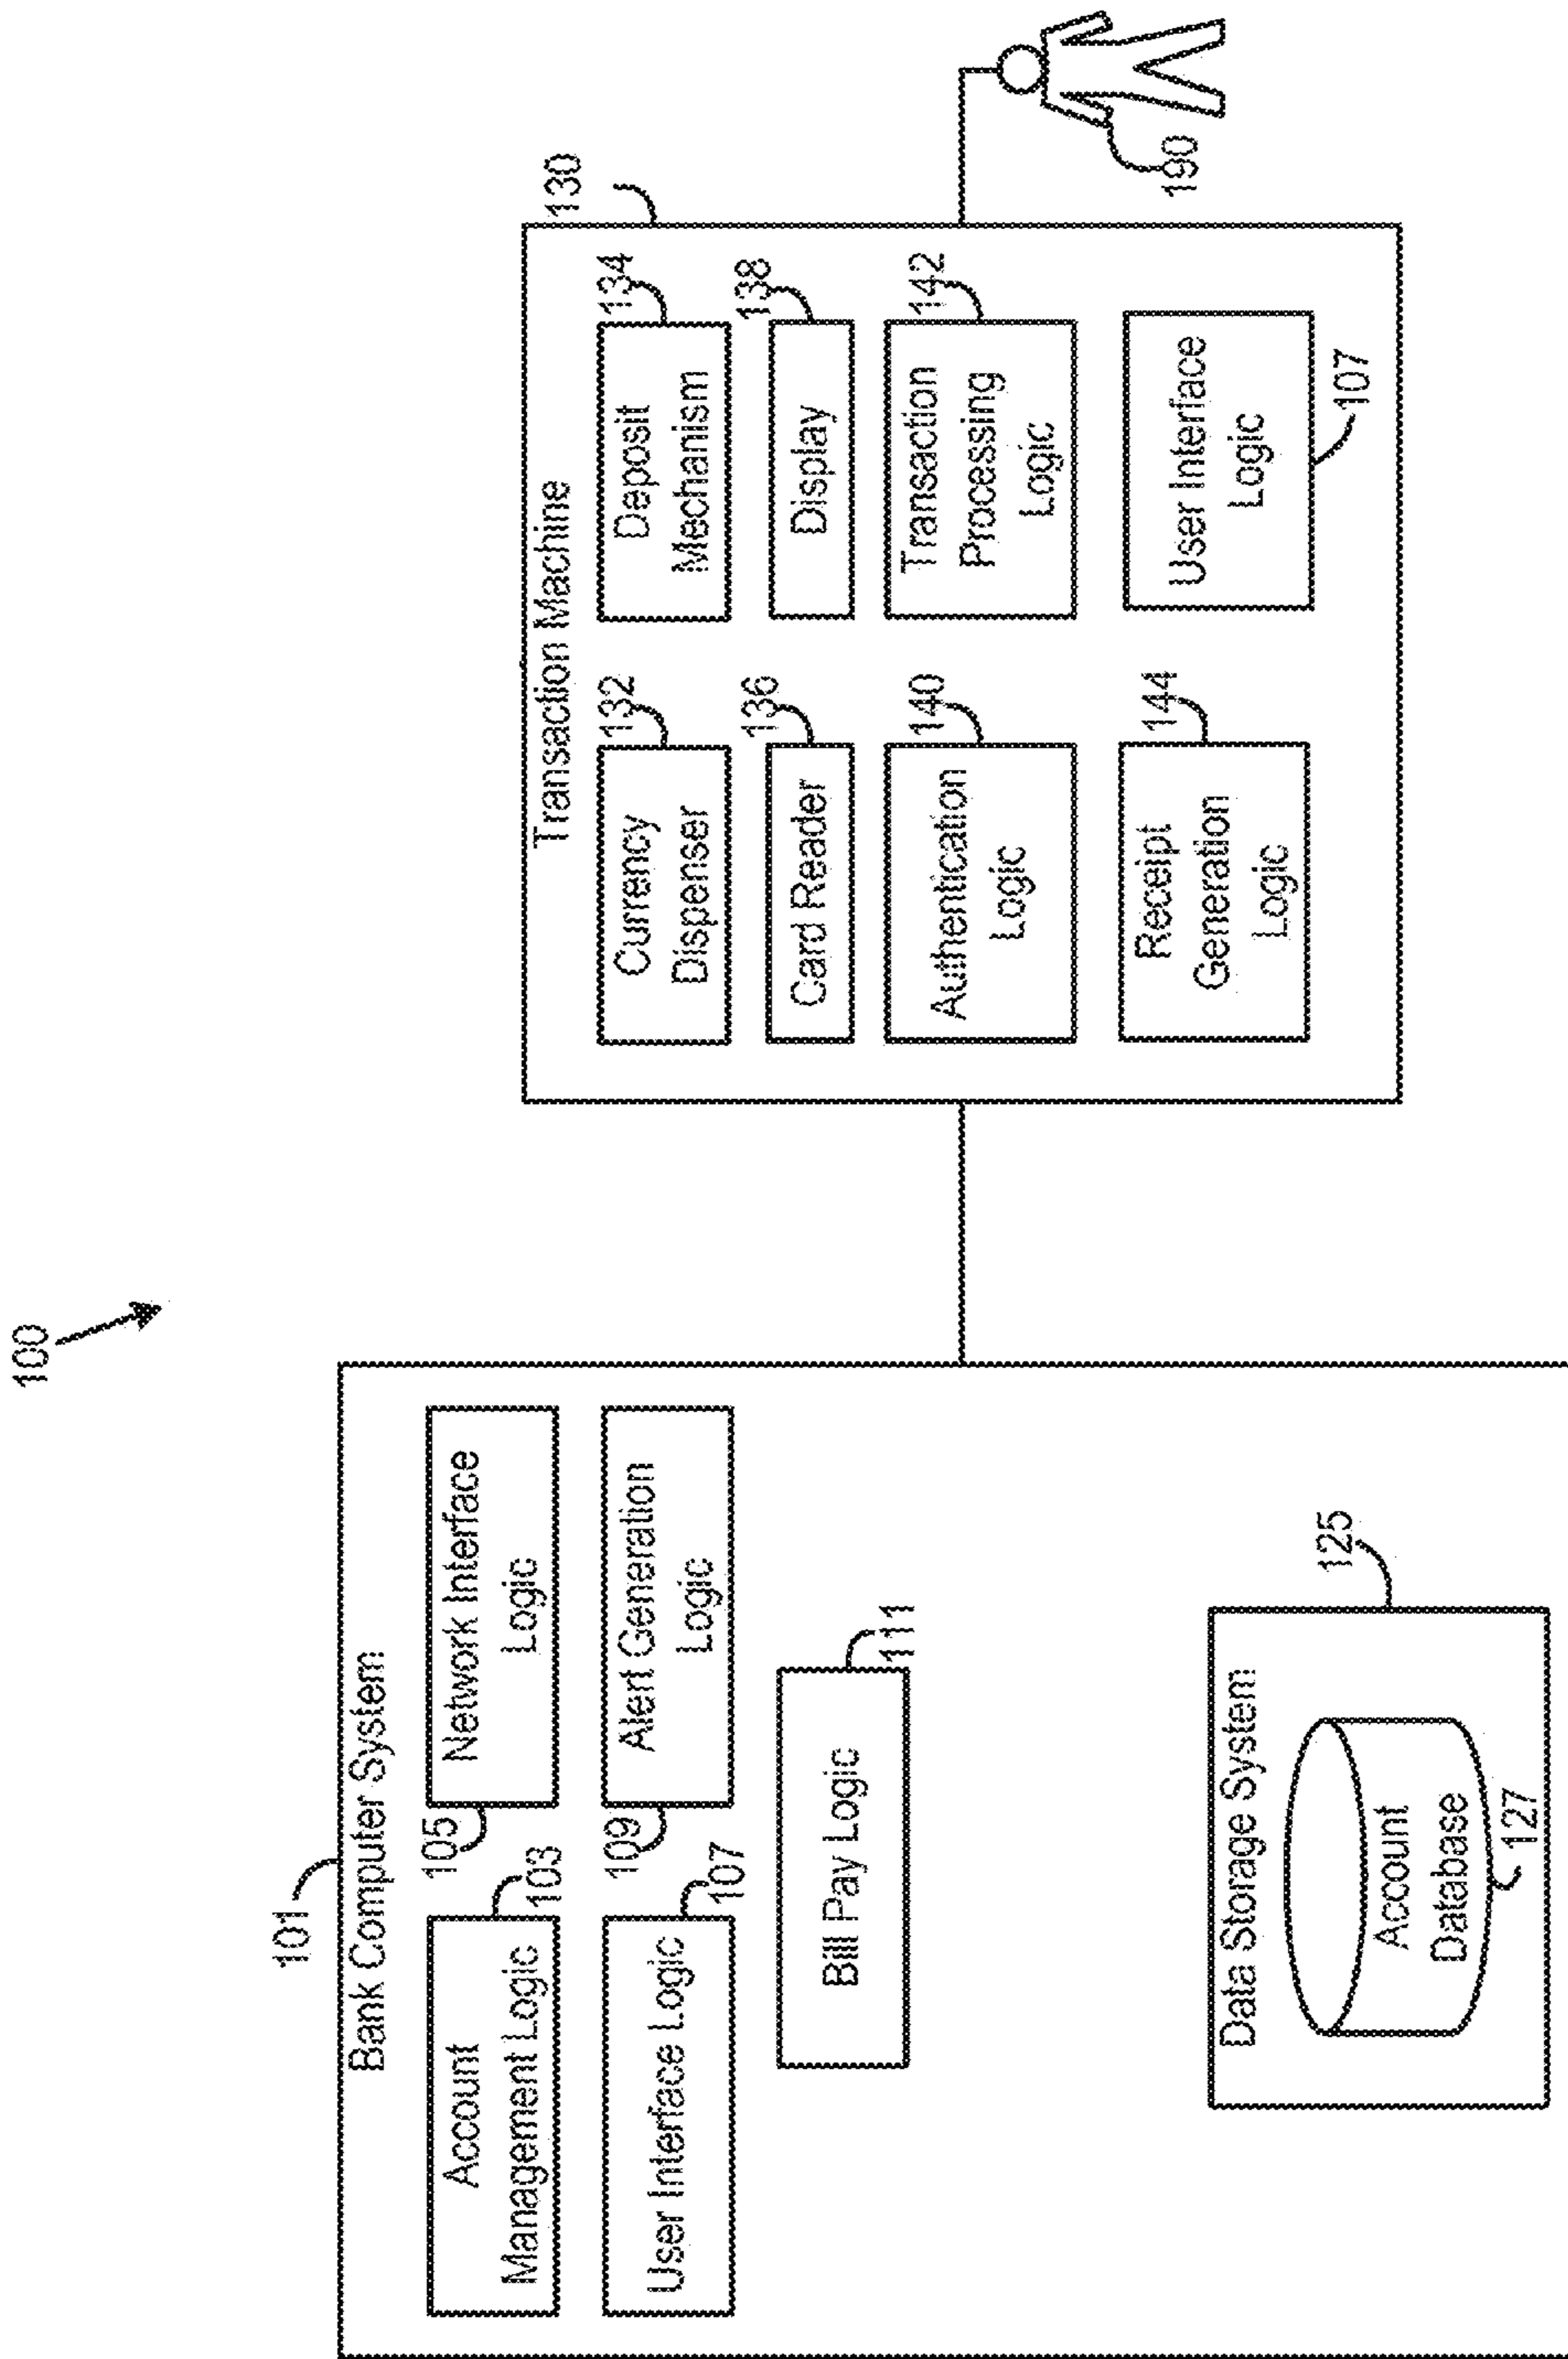 100
101
Bank Computer System
Account
Management Logic
103
105
Network Interface
Logic
User Interface Logic
107
109
Alert Generation
Logic
Bill Pay Logic
111
Data Storage System
125
Account
Database
127
Transaction Machine
130
Currency
Dispenser
132
Deposit
Mechanism
134
Card Reader
136
Display
138
Authentication
Logic
140
Transaction
Processing
Logic
142
Receipt
Generation
Logic
144
User Interface
Logic
107
190